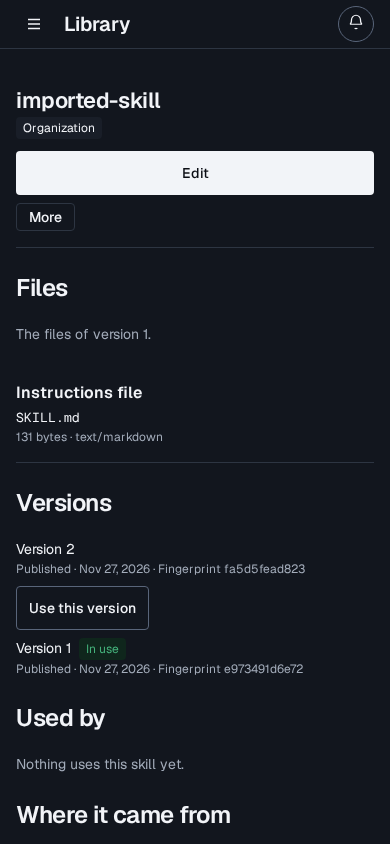 Library
imported-skill
Organization
Edit
More
Files
The files of version 1.
Instructions file
SKILL.md
131 bytes · text/markdown
Versions
Version 2
Published · Nov 27, 2026 · Fingerprint fa5d5fead823
Use this version
Version 1 In use
Published · Nov 27, 2026 · Fingerprint e973491d6e72
Used by
Nothing uses this skill yet.
Where it came from